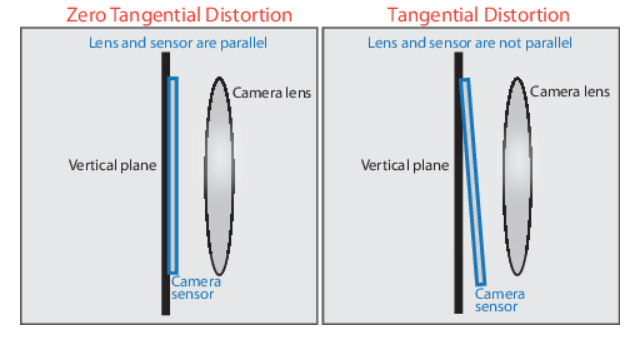 Zero Tangential Distortion
Lens and sensor are parallel
Camera lens
Vertical plane
Camera
sensor
Tangential Distortion
Lens and sensor are not parallel
Camera lens
Vertical plane
Camera
sensor